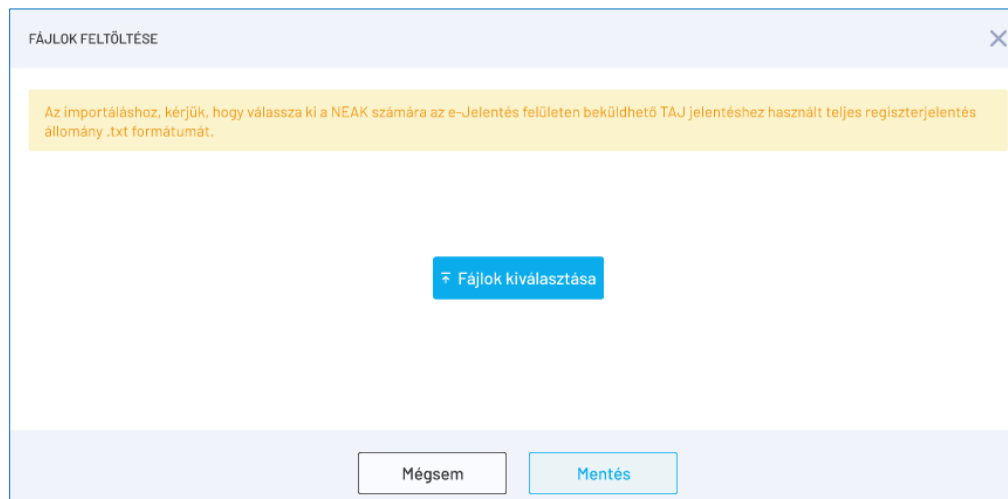 FÁJLOK FELTÖLTÉSE
Az importáláshoz, kérjük, hogy válassza ki a NEAK számára az e-Jelentés felületen beküldhető TAJ jelentéshez használt teljes regiszterjelentés
állomány .txt formátumát.
Fájlok kiválasztása
Mégsem
Mentés